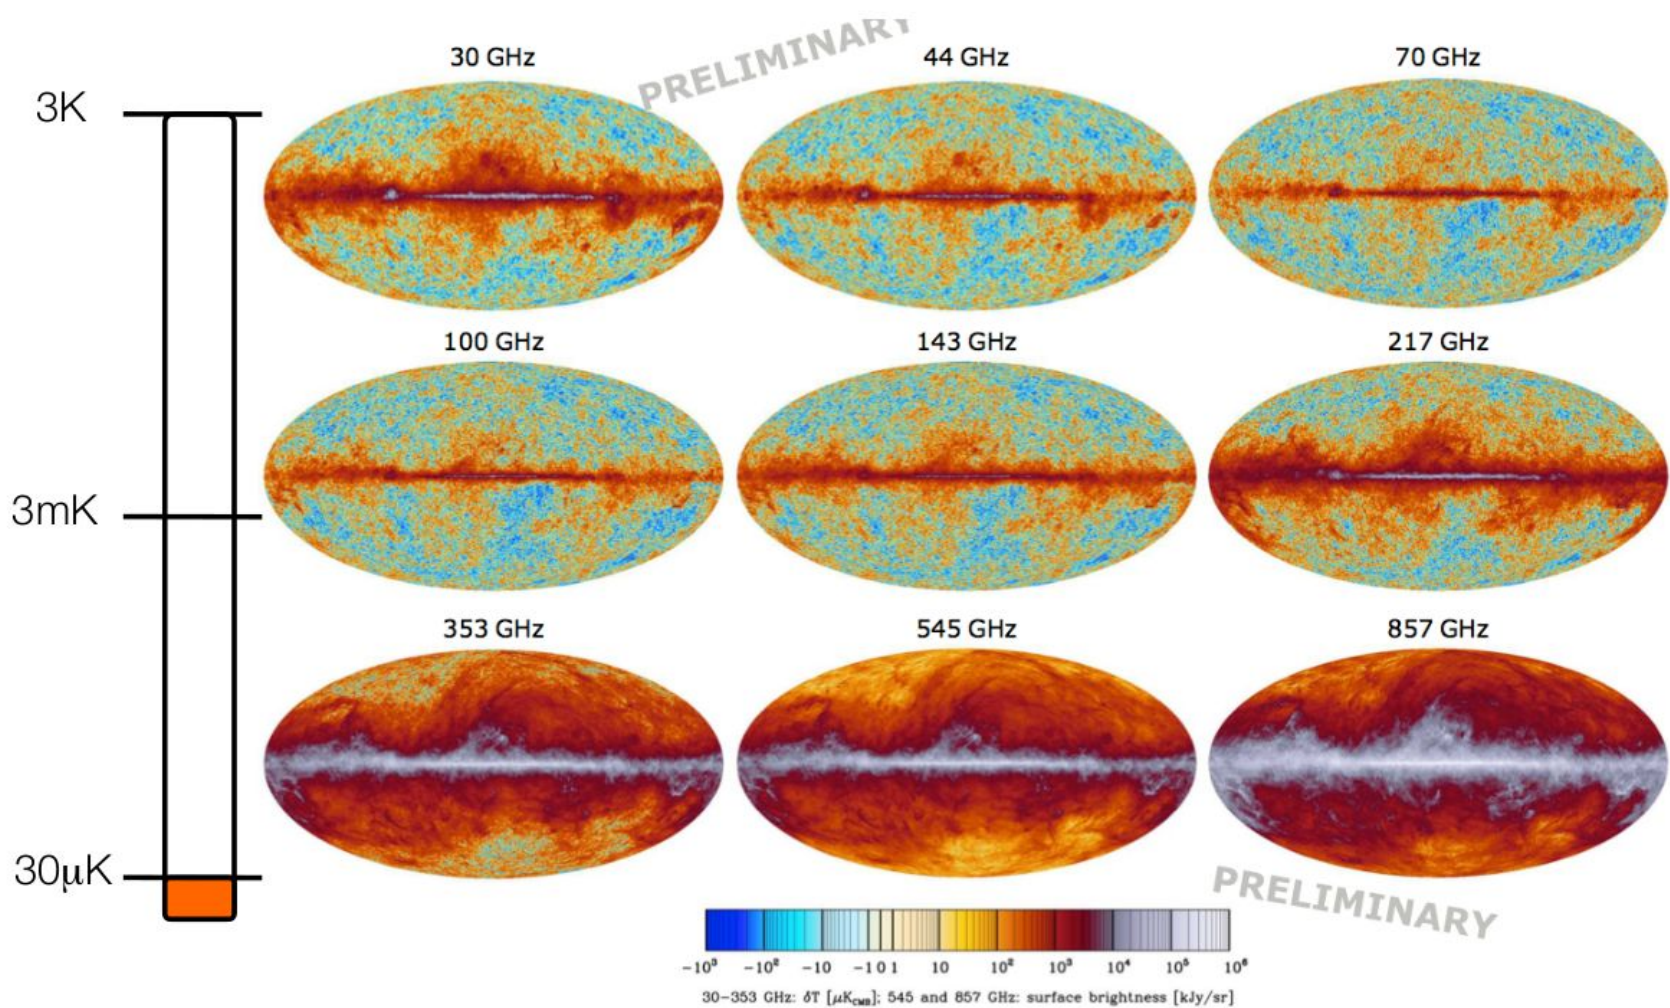 PRELIMINARY
30 GHz
44 GHz
70 GHz
3K
100 GHz
143 GHz
217 GHz
3mK
353 GHz
545 GHz
857 GHz
30μK
PRELIMINARY
-10³ -10² -10 -1 0 1 10 10² 10³ 10⁴ 10⁵ 10⁶
30-353 GHz: δT [μK_CMB]; 545 and 857 GHz: surface brightness [kJy/sr]